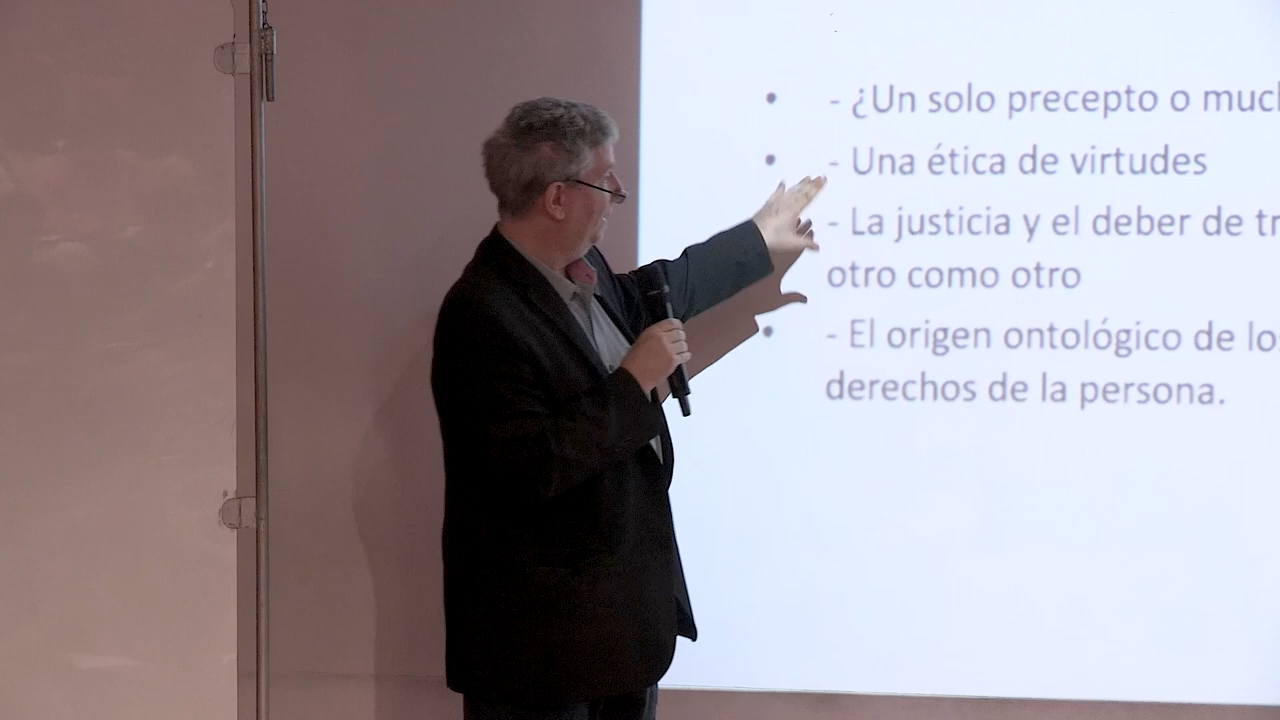 • - ¿Un solo precepto o
• - Una ética de virtudes
- La justicia y el deber de
otro como otro
• - El origen ontológico de
derechos de la persona.